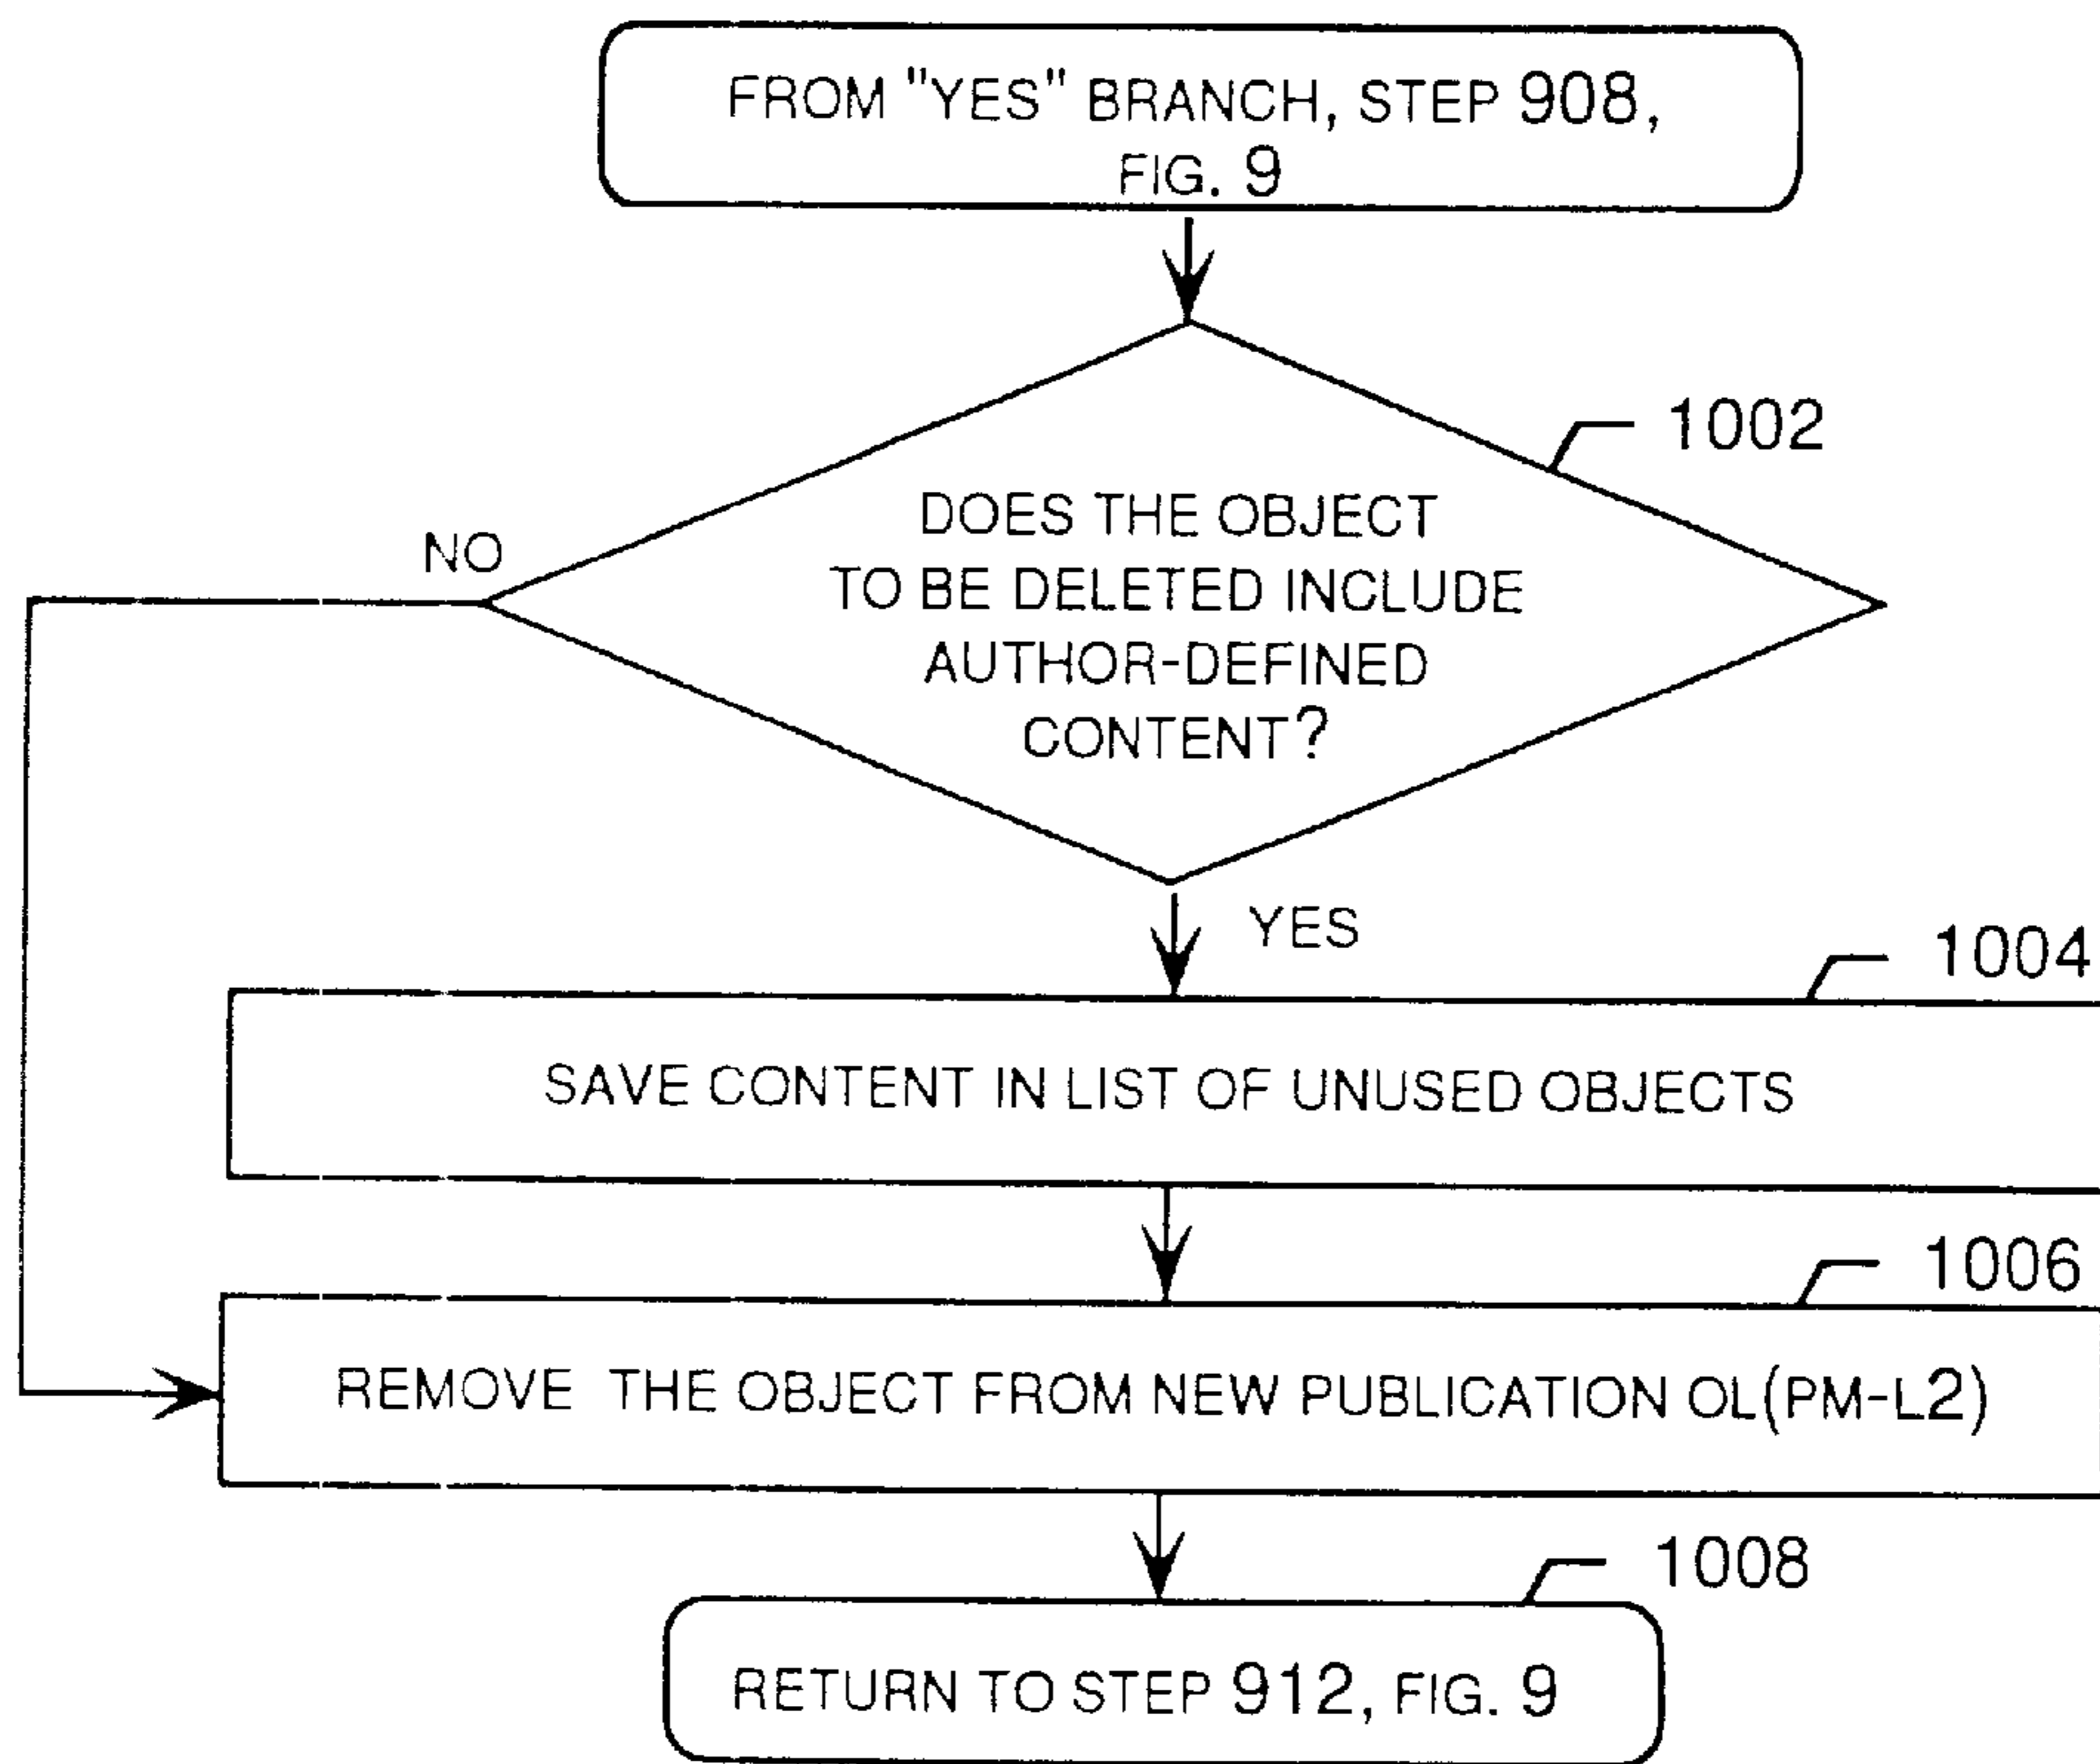 FROM "YES" BRANCH, STEP 908,
FIG. 9
1002
DOES THE OBJECT
TO BE DELETED INCLUDE
AUTHOR-DEFINED
CONTENT?
NO
YES
1004
SAVE CONTENT IN LIST OF UNUSED OBJECTS
1006
REMOVE THE OBJECT FROM NEW PUBLICATION OL(PM-L2)
1008
RETURN TO STEP 912, FIG. 9